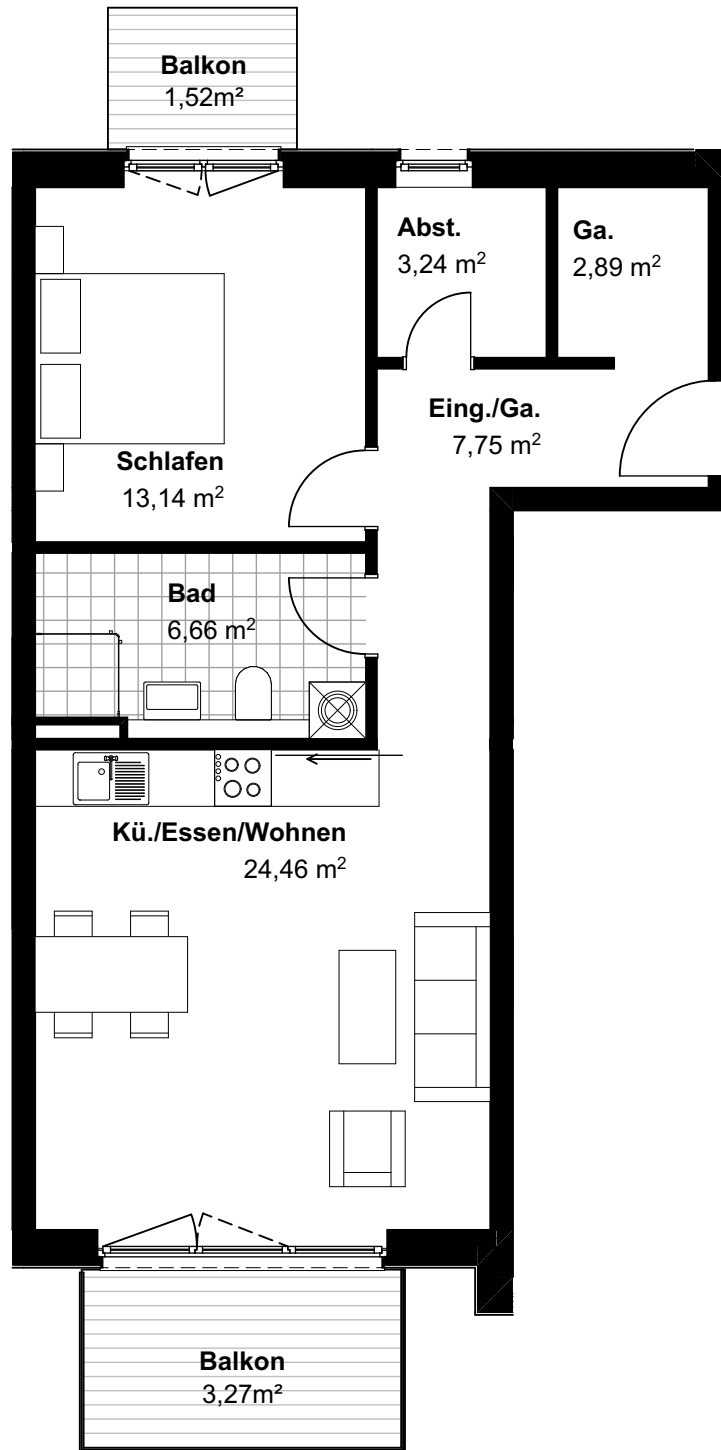 Balkon
1,52m²
Abst.
3,24 m²
Ga.
2,89 m²
Eing./Ga.
7,75 m²
Schlafen
13,14 m²
Bad
6,66 m²
Kü./Essen/Wohnen
24,46 m²
Balkon
3,27m²